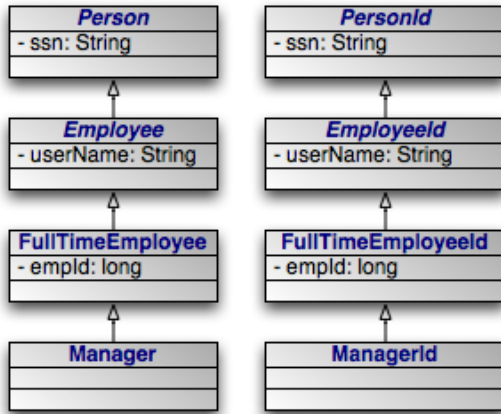 Person
- ssn: String
Employee
- userName: String
FullTimeEmployee
- empId: long
Manager
PersonId
- ssn: String
EmployeeId
- userName: String
FullTimeEmployeeId
- empId: long
ManagerId